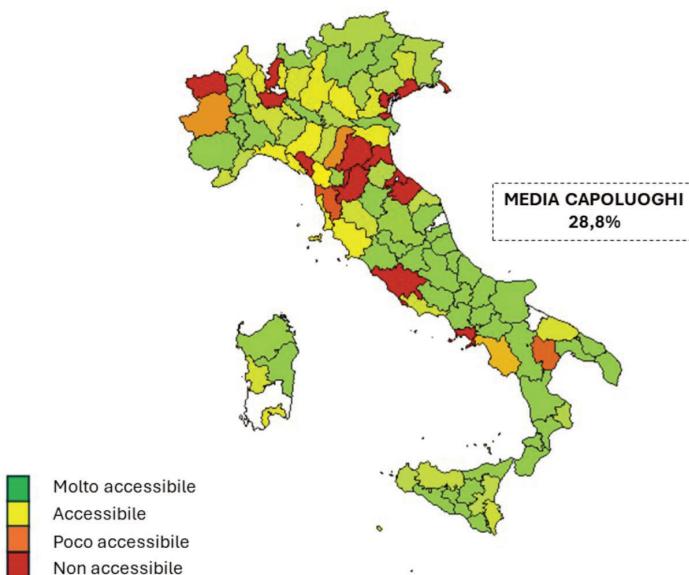 MEDIA CAPOLUOGHI
28,8%
Molto accessibile
Accessibile
Poco accessibile
Non accessibile